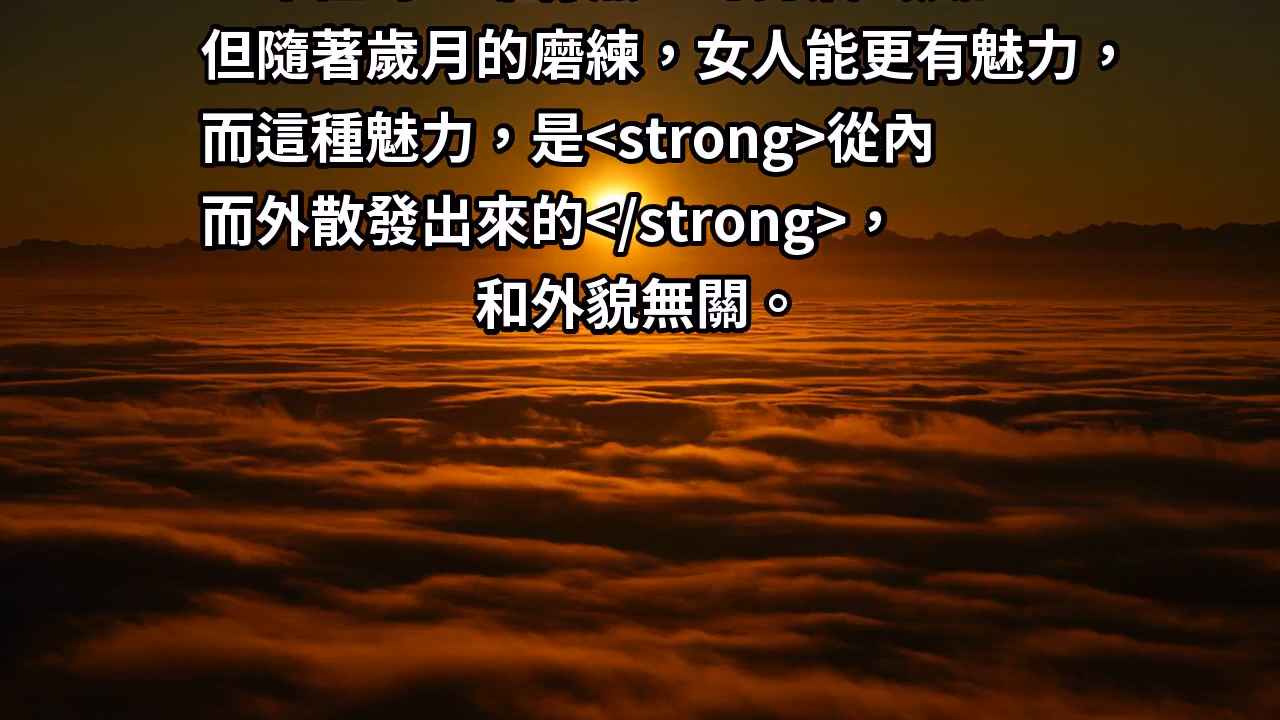 但隨著歲月的磨練，女人能更有魅力，
而這種魅力，是<strong>從內
而外散發出來的</strong>，
和外貌無關。